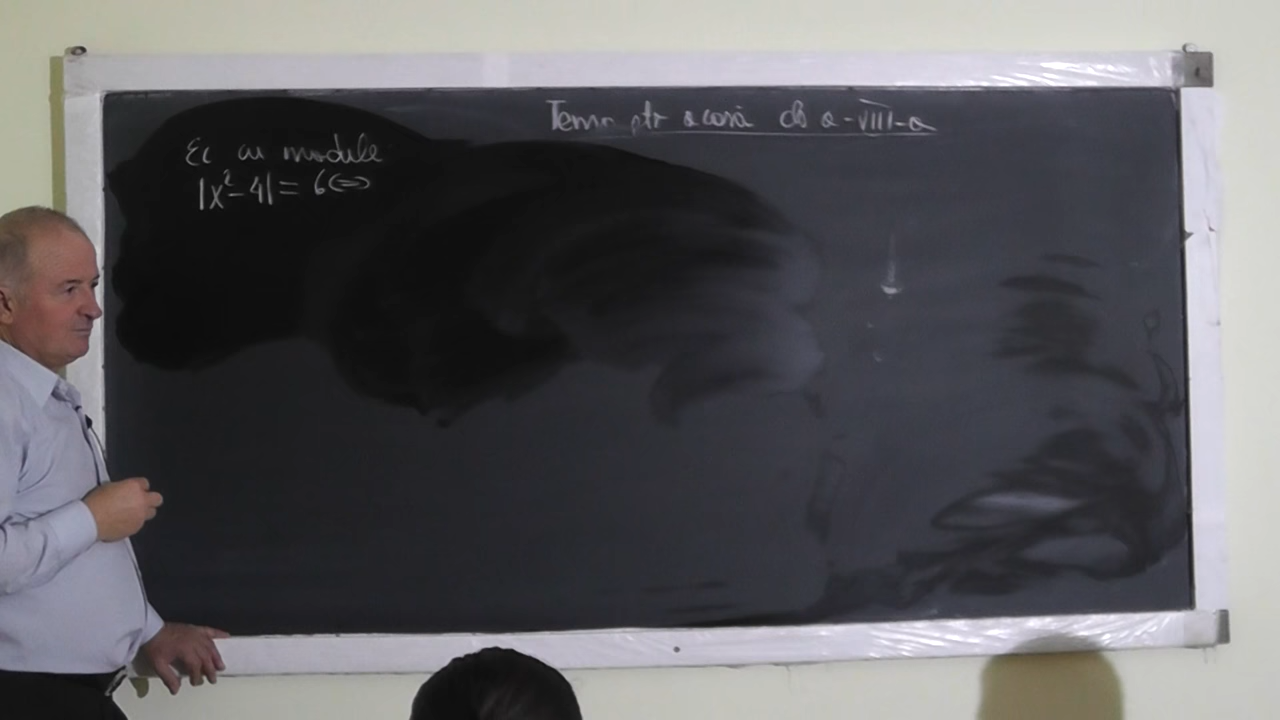 Tema ptr acasă cls a-VIII-a
Ec cu module
|x²-4| = 6 <=>